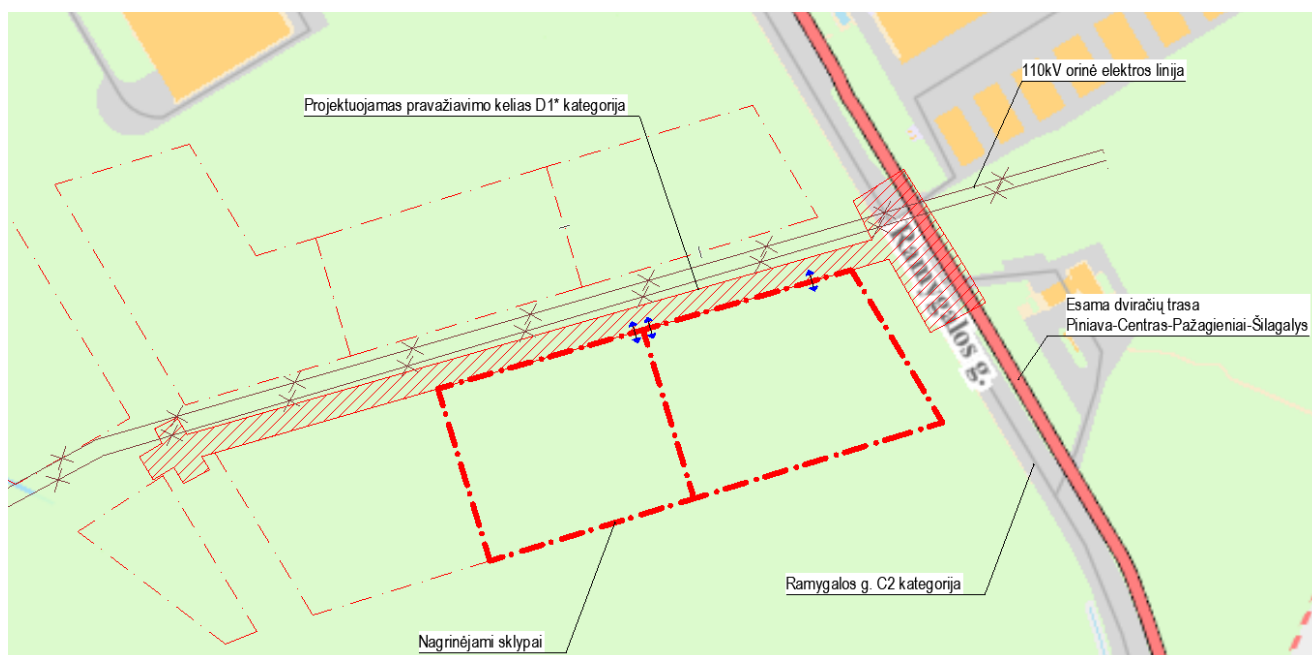 110kV orinė elektros linija
Projektuojamas pravažiavimo kelias D1* kategorija
Ramygalos g.
Esama dviračių trasa
Piniava-Centras-Pažagieniai-Šilagalys
Ramygalos g. C2 kategorija
Nagrinėjami sklypai